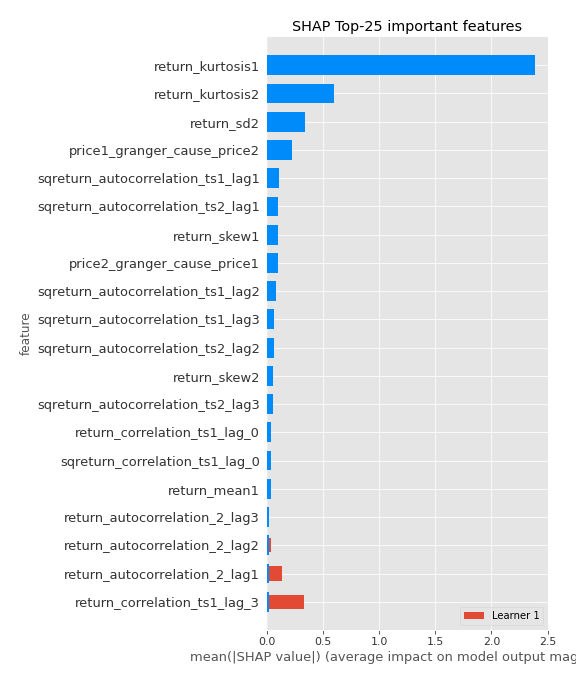 SHAP Top-25 important features
return_kurtosis1
return_kurtosis2
return_sd2
price1_granger_cause_price2
sqreturn_autocorrelation_ts1_lag1
sqreturn_autocorrelation_ts2_lag1
return_skew1
price2_granger_cause_price1
sqreturn_autocorrelation_ts1_lag2
sqreturn_autocorrelation_ts1_lag3
sqreturn_autocorrelation_ts2_lag2
return_skew2
sqreturn_autocorrelation_ts2_lag3
return_correlation_ts1_lag_0
sqreturn_correlation_ts1_lag_0
return_mean1
return_autocorrelation_2_lag3
return_autocorrelation_2_lag2
return_autocorrelation_2_lag1
return_correlation_ts1_lag_3
feature
Learner 1
0.0 0.5 1.0 1.5 2.0 2.5
mean(|SHAP value|) (average impact on model output mag